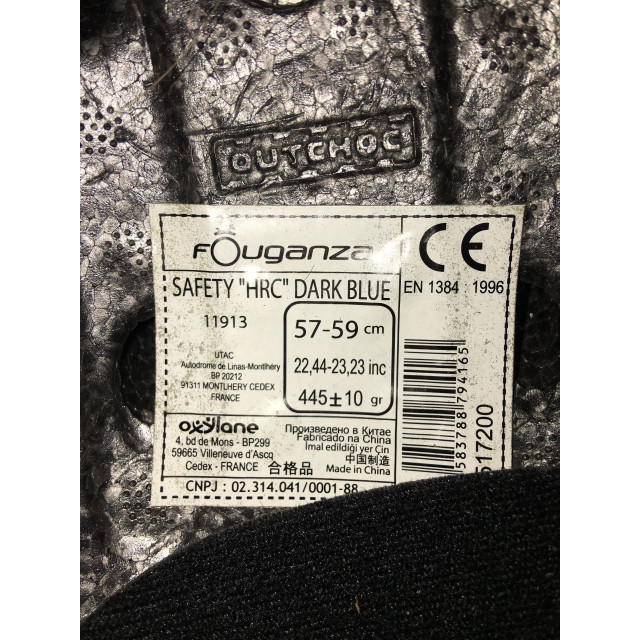 OUTCHOC
FOuganza
SAFETY "HRC" DARK BLUE
11913
UTAC
Autodrome de Linas-Montlhéry
BP 20212
91311 MONTLHERY CEDEX
FRANCE
57-59 cm
22,44-23,23 inc
445±10 gr
CE
EN 1384 : 1996
oxylane
4, bd de Mons - BP299
59665 Villeneuve d'Ascq
Cedex - FRANCE 合格品
Произведено в Китае
Fabricado na China
İmal edildiği yer Çin
中国制造
Made in China
CNPJ : 02.314.041/0001-88
583788 794165
517200